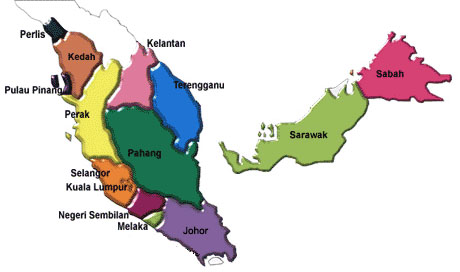 Perlis
Kelantan
Kedah
Sabah
Terengganu
Pulau Pinang
Perak
Sarawak
Pahang
Selangor
Kuala Lumpur
Negeri Sembilan
Melaka
Johor